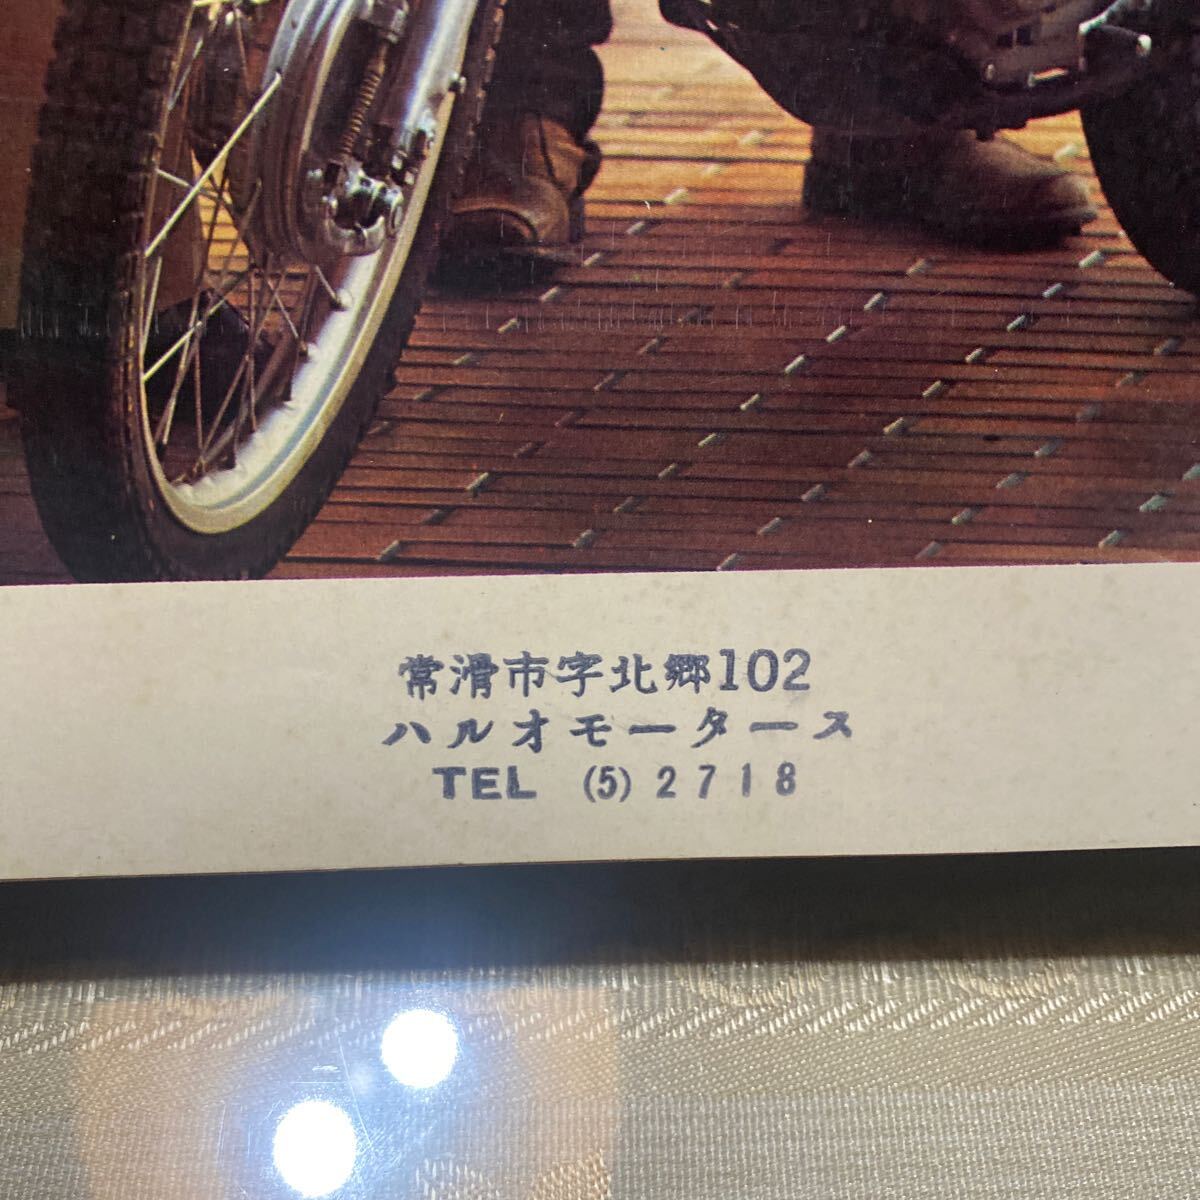 常滑市字北郷102
ハルオモータース
TEL (5) 2718